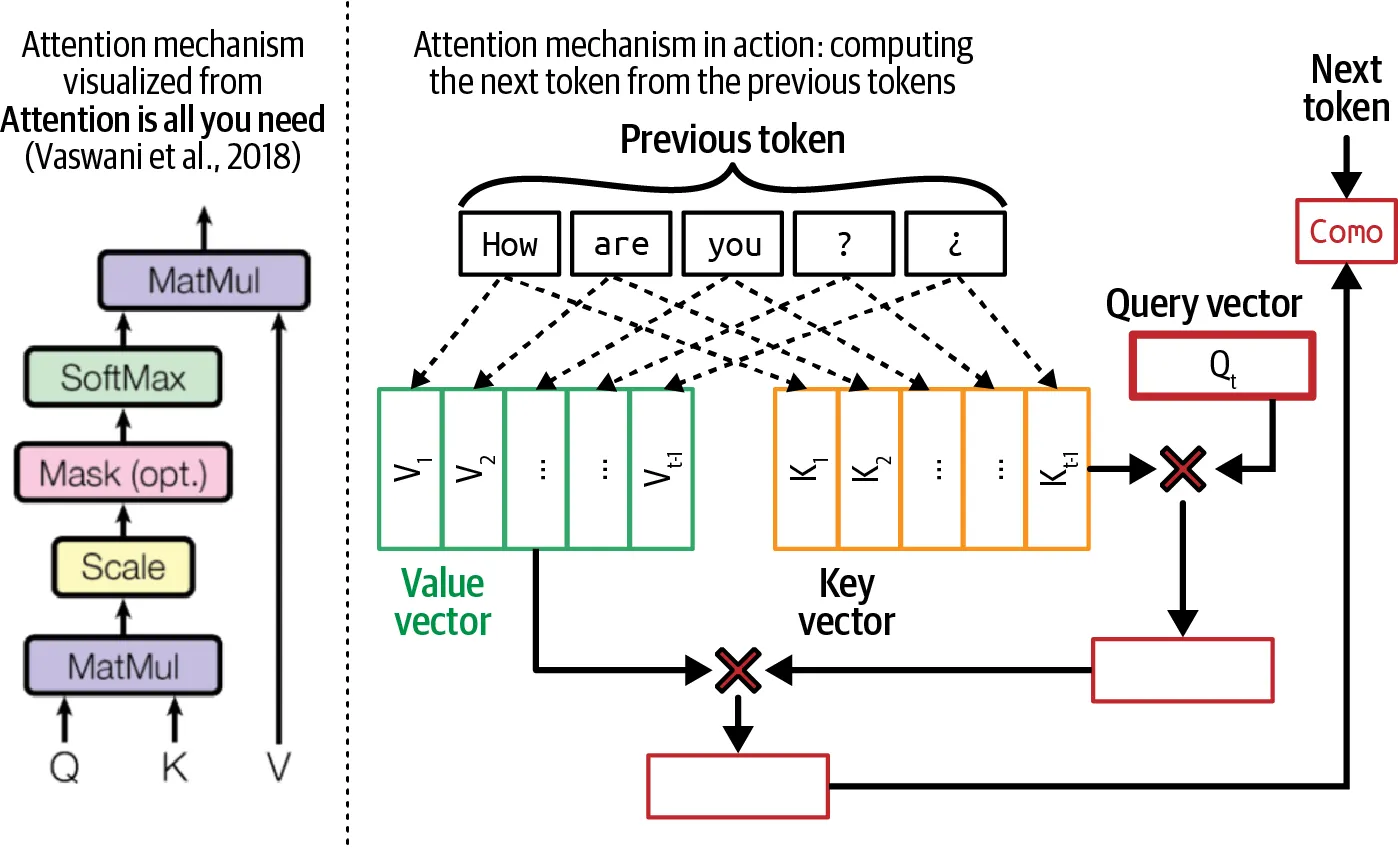 Attention mechanism
visualized from
Attention is all you need
(Vaswani et al., 2018)
MatMul
SoftMax
Mask (opt.)
Scale
MatMul
Q K V
Attention mechanism in action: computing
the next token from the previous tokens
Previous token
How are you ? ¿
Next
token
Como
Query vector
Qt
V1 V2 ... ... Vt-1
K1 K2 ... ... Kt-1
Value
vector
Key
vector